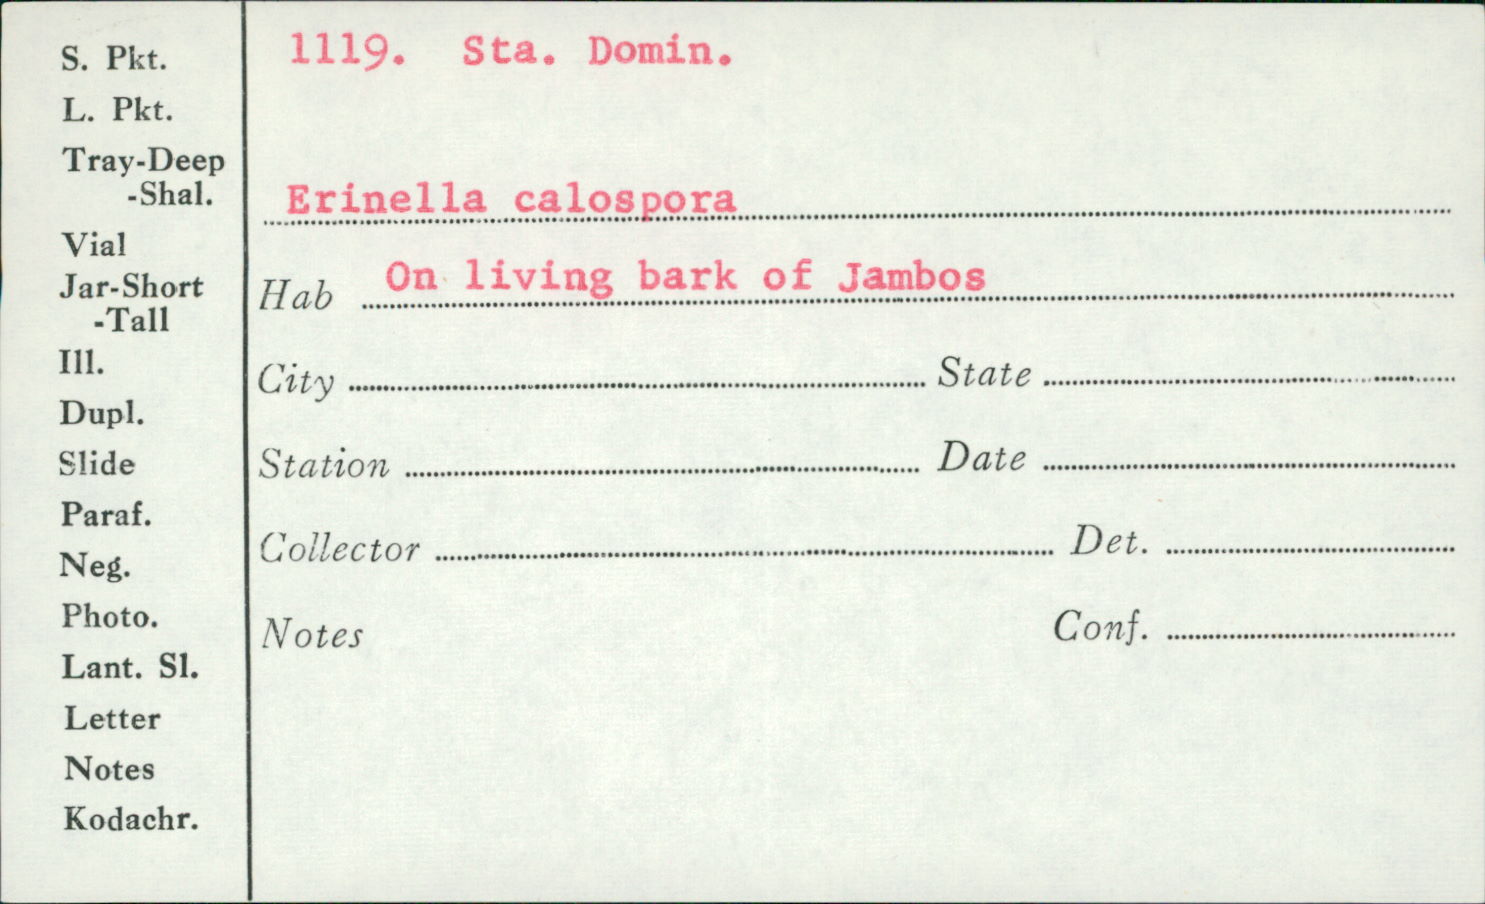 S. Pkt.
L. Pkt.
Tray-Deep
-Shal.
Vial
Jar-Short
-Tall
Ill.
Dupl.
Slide
Paraf.
Neg.
Photo.
Lant. Sl.
Letter
Notes
Kodachr.
1119. Sta. Domin.
Erinella calospora
Hab On living bark of Jambos
City State
Station Date
Collector Det.
Notes Conf.